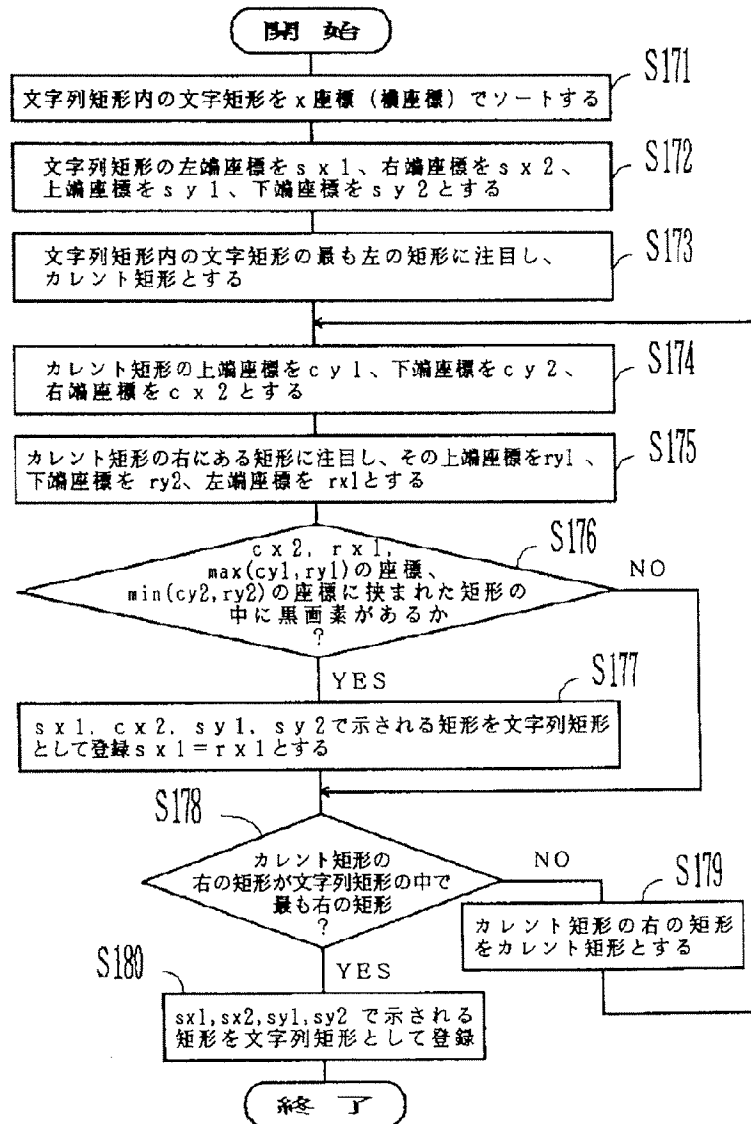 開始
S171
文字列矩形内の文字矩形をx座標（横座標）でソートする
S172
文字列矩形の左端座標をsx1、右端座標をsx2、
上端座標をsy1、下端座標をsy2とする
S173
文字列矩形内の文字矩形の最も左の矩形に注目し、
カレント矩形とする
S174
カレント矩形の上端座標をcy1、下端座標をcy2、
右端座標をcx2とする
S175
カレント矩形の右にある矩形に注目し、その上端座標をry1、
下端座標を ry2、左端座標を rx1とする
S176
cx2, rx1,
max(cy1,ry1)の座標、
min(cy2,ry2)の座標に挟まれた矩形の
中に黒画素があるか
?
NO
YES
S177
sx1, cx2, sy1, sy2で示される矩形を文字列矩形
として登録sx1=rx1とする
S178
カレント矩形の
右の矩形が文字列矩形の中で
最も右の矩形
?
NO
S179
カレント矩形の右の矩形
をカレント矩形とする
YES
S180
sx1,sx2,sy1,sy2 で示される
矩形を文字列矩形として登録
終了